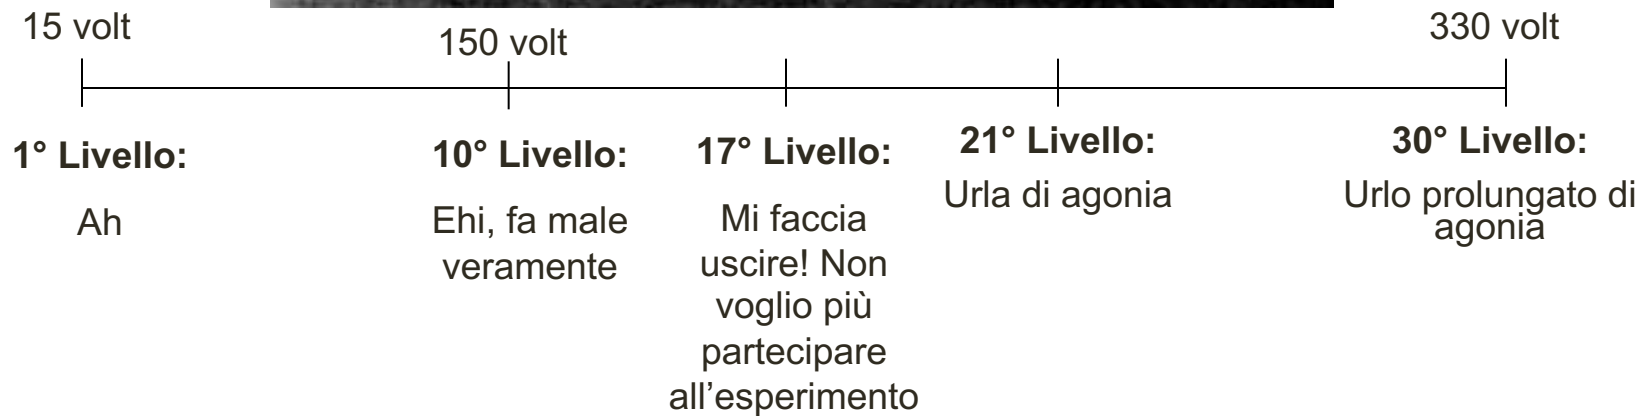 15 volt
150 volt
330 volt
1° Livello:
Ah
10° Livello:
Ehi, fa male
veramente
17° Livello:
Mi faccia
uscire! Non
voglio più
partecipare
all’esperimento
21° Livello:
Urla di agonia
30° Livello:
Urlo prolungato di
agonia